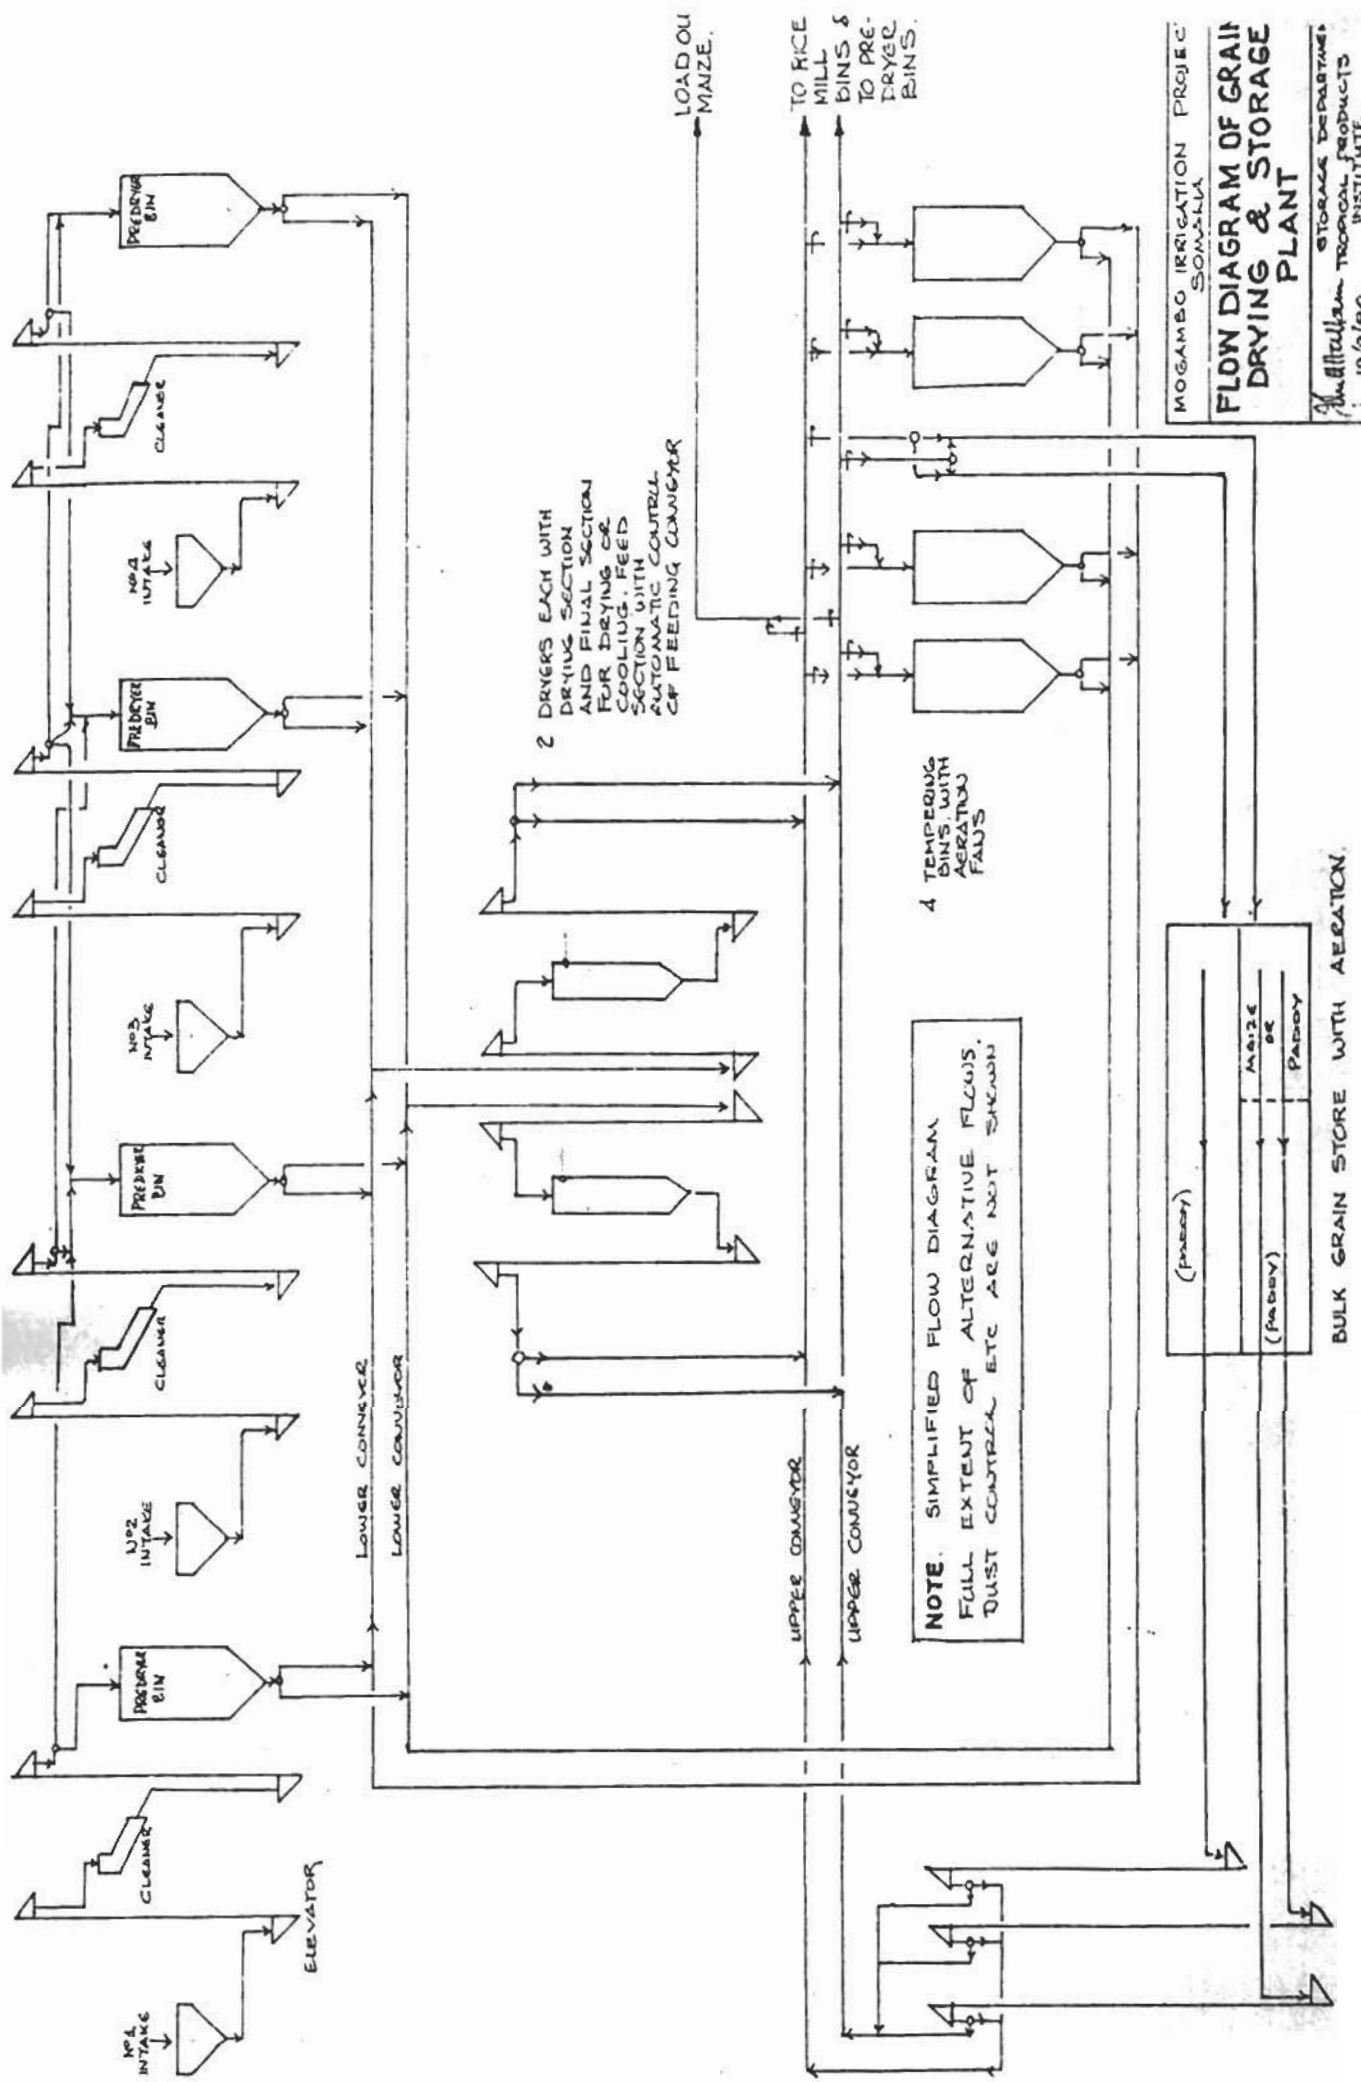 Nº1
INTAKE
ELEVATOR
CLEANER
PREDRYER
BIN
Nº2
INTAKE
CLEANER
PREDRYER
BIN
Nº3
INTAKE
CLEANOR
PREDRYER
BIN
Nº4
INTAKE
CLEANER
PREDRYER
BIN
LOWER CONVEYER
LOWER CONVEYOR
2 DRYERS EACH WITH
DRYING SECTION
AND FINAL SECTION
FOR DRYING OR
COOLING. FEED
SECTION WITH
AUTOMATIC CONTROL
OF FEEDING CONVEYOR
LOAD OU
MAIZE.
UPPER CONVEYOR
UPPER CONVEYOR
TO RICE
MILL
BINS &
TO PRE-
DRYER
BINS.
4 TEMPERING
BINS, WITH
AERATION
FANS
NOTE. SIMPLIFIED FLOW DIAGRAM
FULL EXTENT OF ALTERNATIVE FLOWS.
DUST CONTROL ETC ARE NOT SHOWN
(PADDY)
MAIZE
OR
PADDY
(PADDY)
BULK GRAIN STORE WITH AERATION.
MOGAMBO IRRIGATION PROJEC
SOMALIA
FLOW DIAGRAM OF GRAIN
DRYING & STORAGE
PLANT
STORAGE DEPARTMEN
TROPICAL PRODUCTS
INSTITUTE